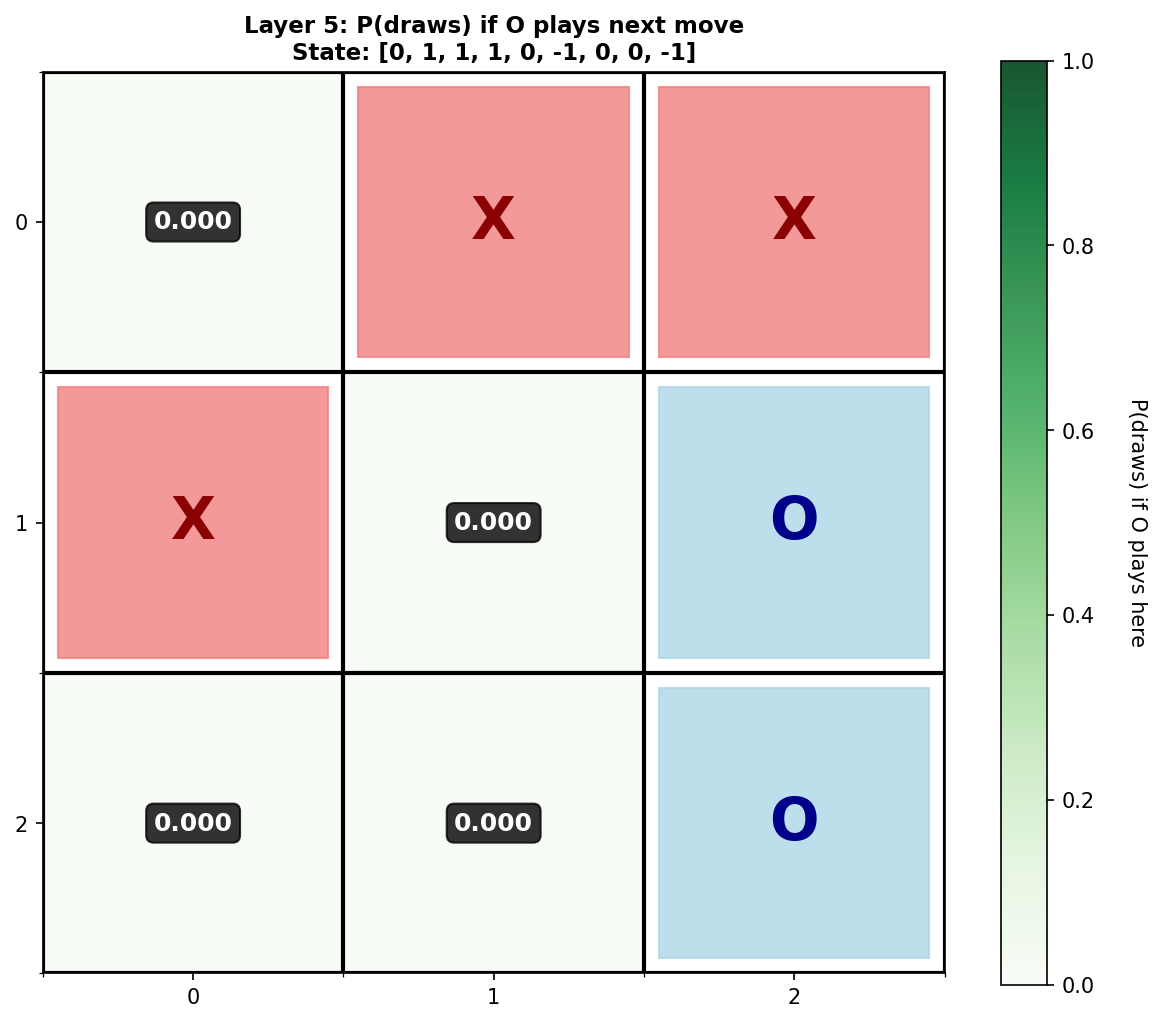 Layer 5: P(draws) if O plays next move
State: [0, 1, 1, 1, 0, -1, 0, 0, -1]
0
0.000
X
X
1
X
0.000
O
2
0.000
0.000
O
0
1
2
1.0
0.8
0.6
0.4
0.2
0.0
P(draws) if O plays here